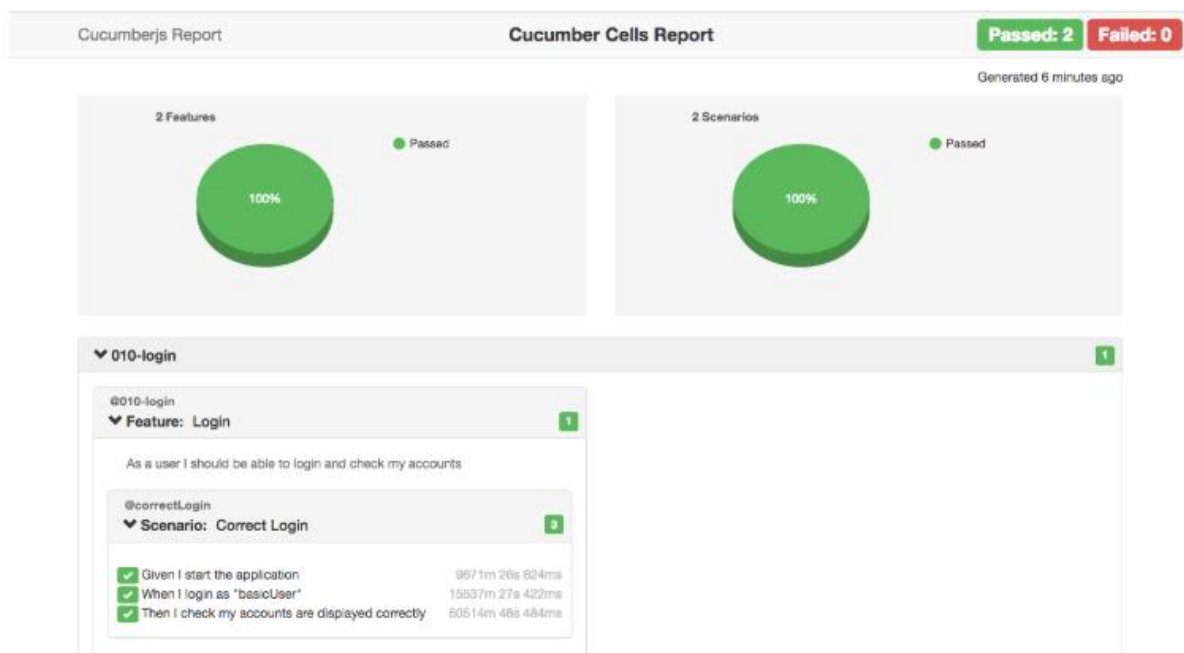 Cucumberjs Report Cucumber Cells Report Passed: 2 Failed: 0
Generated 6 minutes ago
2 Features
Passed
100%
2 Scenarios
Passed
100%
010-login 1
@010-login
Feature: Login 1
As a user I should be able to login and check my accounts
@correctLogin
Scenario: Correct Login 3
Given I start the application 9671m 26s 624ms
When I login as "basicUser" 15537m 27s 422ms
Then I check my accounts are displayed correctly 60514m 48s 484ms